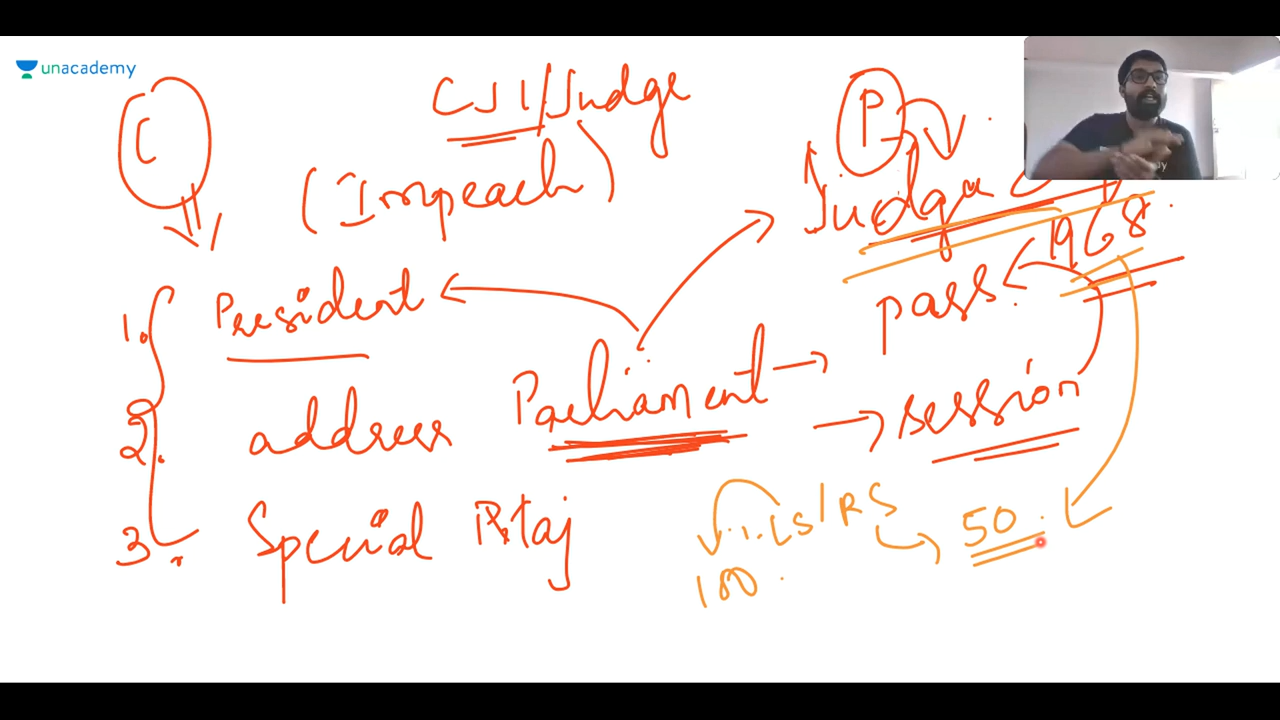 unacademy
C
CJI/Judge
(Impeach)
P
Judge
1968
pass
1. President
2. address Parliament → session
3. Special Maj
LS/RS → 50
100